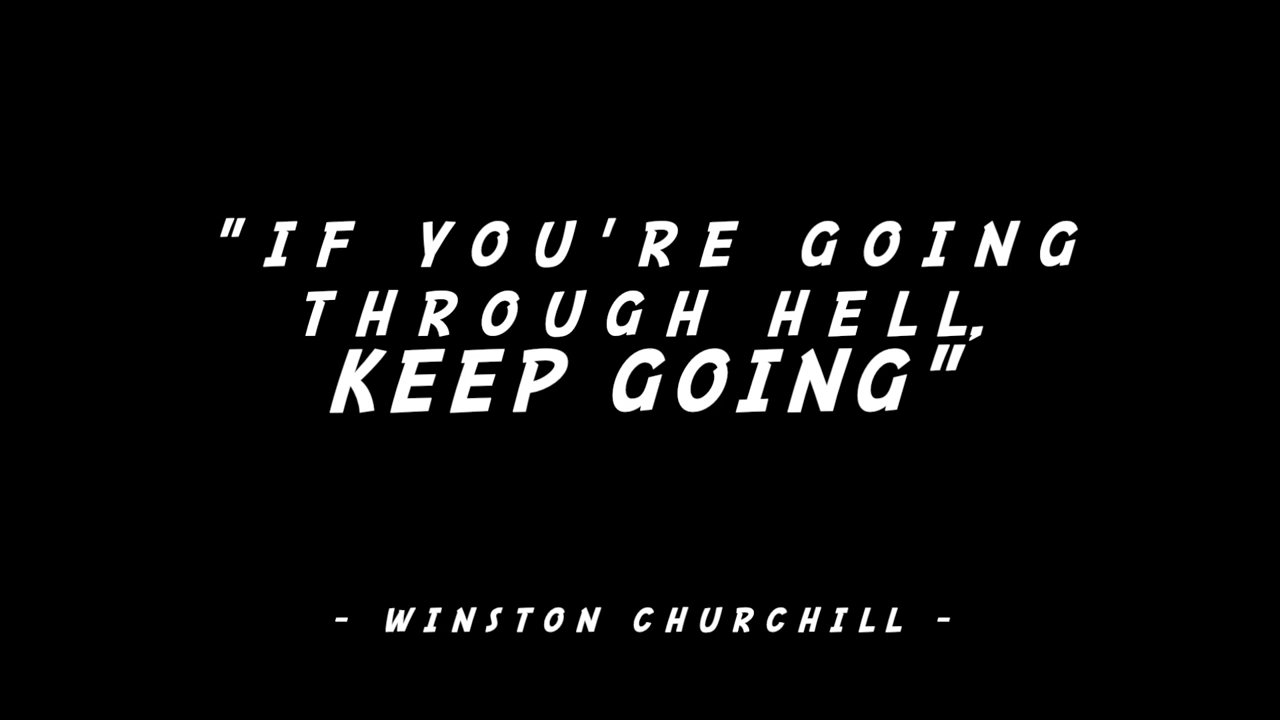 "IF YOU'RE GOING
THROUGH HELL,
KEEP GOING"
- WINSTON CHURCHILL -